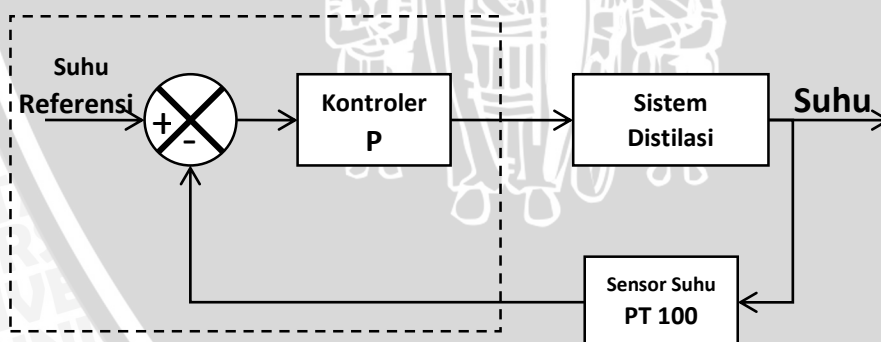 Suhu
Referensi
+
-
Kontroler
P
Sistem
Distilasi
Suhu
Sensor Suhu
PT 100